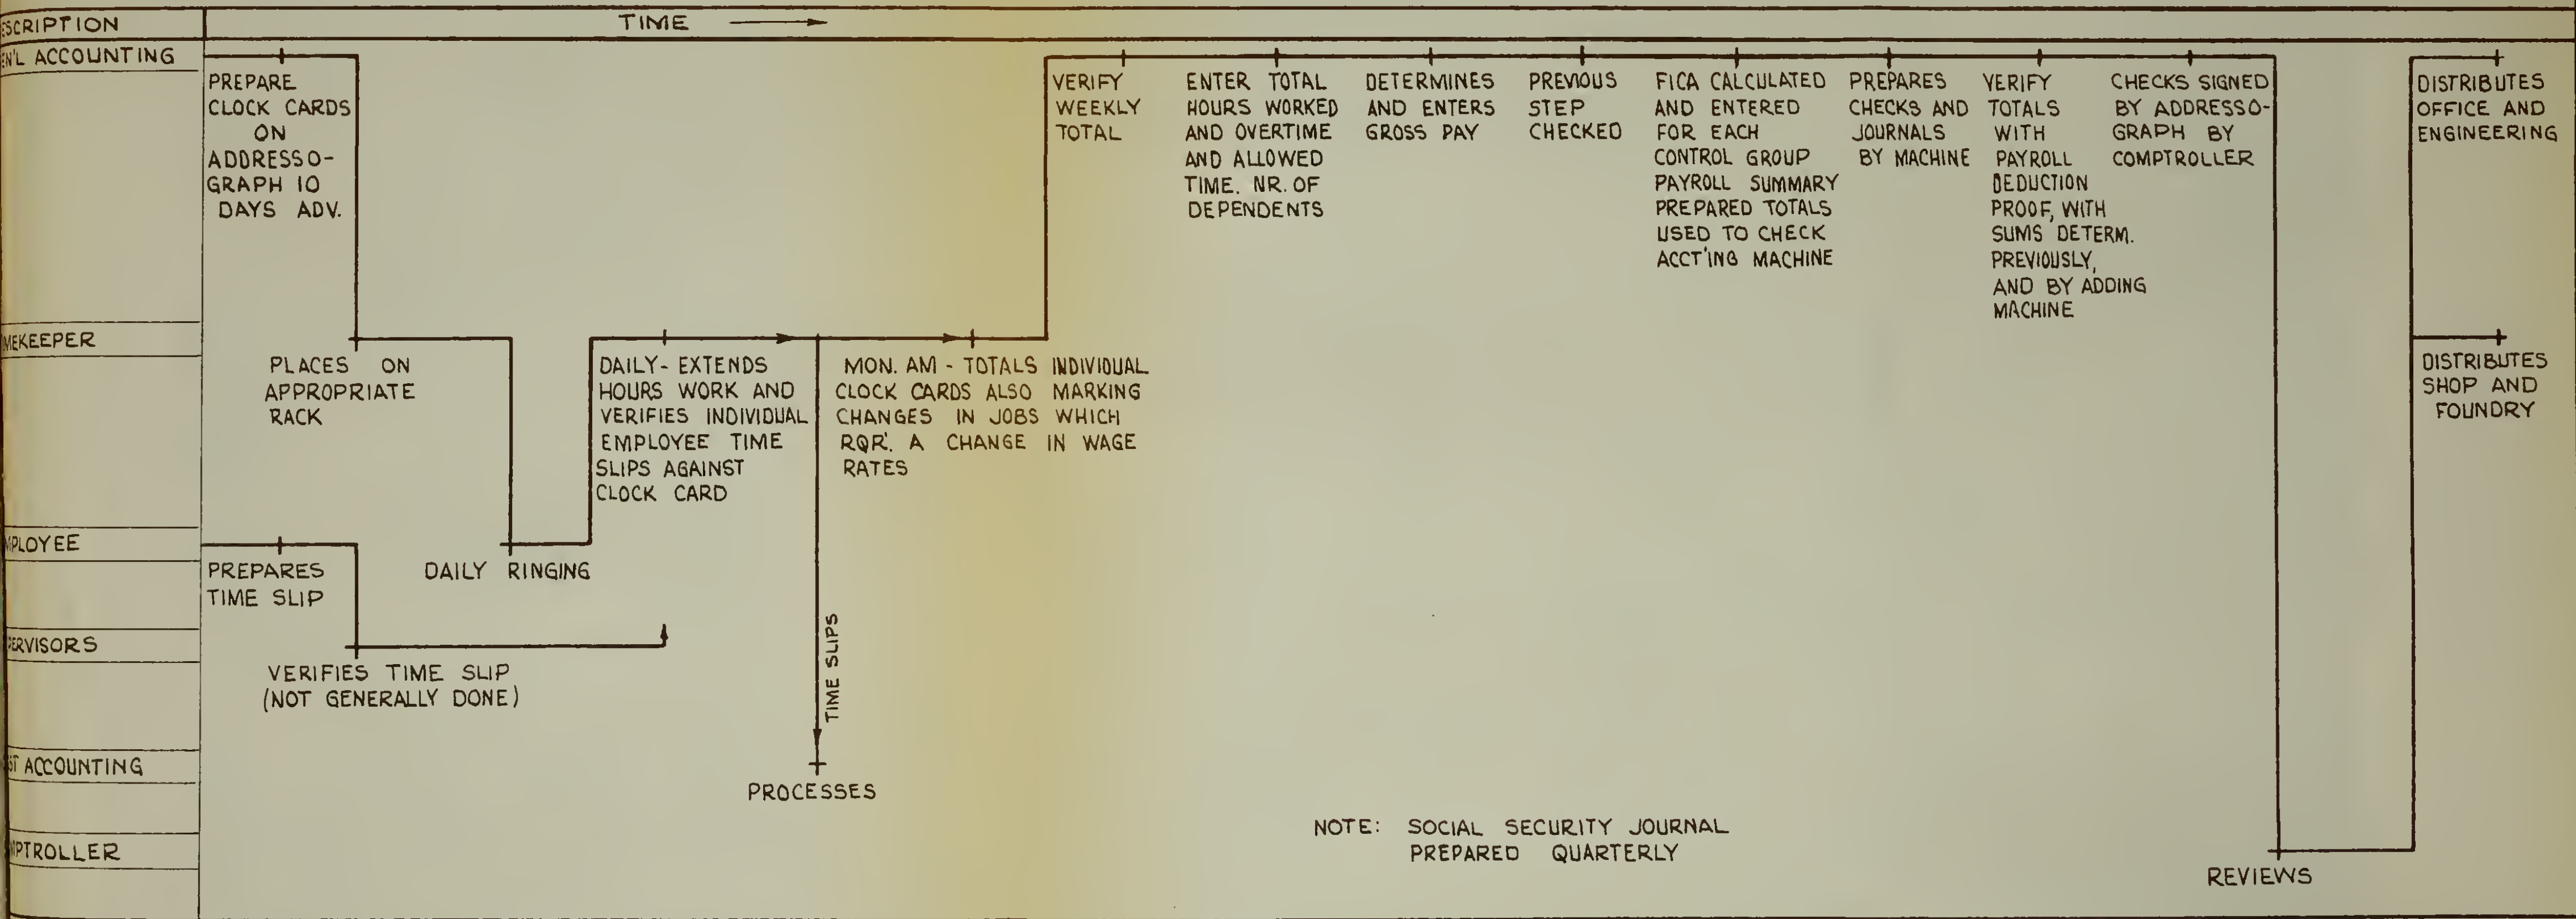 ESCRIPTION
TIME
EN'L ACCOUNTING
PREPARE
CLOCK CARDS
ON
ADDRESSO-
GRAPH 10
DAYS ADV.
VERIFY
WEEKLY
TOTAL
ENTER TOTAL
HOURS WORKED
AND OVERTIME
AND ALLOWED
TIME. NR. OF
DEPENDENTS
DETERMINES
AND ENTERS
GROSS PAY
PREVIOUS
STEP
CHECKED
FICA CALCULATED
AND ENTERED
FOR EACH
CONTROL GROUP
PAYROLL SUMMARY
PREPARED TOTALS
USED TO CHECK
ACCT'ING MACHINE
PREPARES
CHECKS AND
JOURNALS
BY MACHINE
VERIFY
TOTALS
WITH
PAYROLL
DEDUCTION
PROOF, WITH
SUMS DETERM.
PREVIOUSLY,
AND BY ADDING
MACHINE
CHECKS SIGNED
BY ADDRESSO-
GRAPH BY
COMPTROLLER
DISTRIBUTES
OFFICE AND
ENGINEERING
MEKEEPER
PLACES ON
APPROPRIATE
RACK
DAILY- EXTENDS
HOURS WORK AND
VERIFIES INDIVIDUAL
EMPLOYEE TIME
SLIPS AGAINST
CLOCK CARD
MON. AM - TOTALS INDIVIDUAL
CLOCK CARDS ALSO MARKING
CHANGES IN JOBS WHICH
RQR'. A CHANGE IN WAGE
RATES
DISTRIBUTES
SHOP AND
FOUNDRY
PLOYEE
PREPARES
TIME SLIP
DAILY RINGING
ERVISORS
VERIFIES TIME SLIP
(NOT GENERALLY DONE)
TIME SLIPS
ST ACCOUNTING
PROCESSES
NOTE: SOCIAL SECURITY JOURNAL
PREPARED QUARTERLY
MPTROLLER
REVIEWS